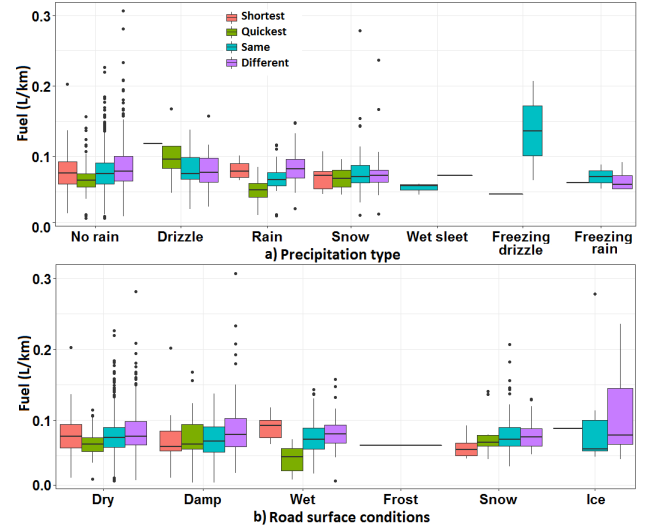 0.3
0.2
0.1
0.0
Fuel (L/km)
Shortest
Quickest
Same
Different
No rain Drizzle Rain Snow Wet sleet Freezing drizzle Freezing rain
a) Precipitation type
0.3
0.2
0.1
0.0
Fuel (L/km)
Dry Damp Wet Frost Snow Ice
b) Road surface conditions